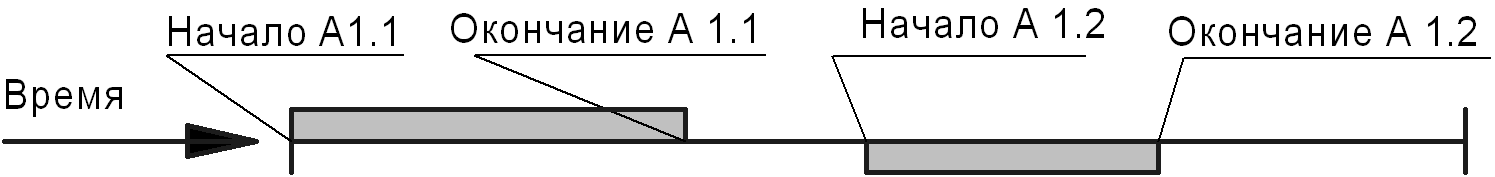 Начало А1.1
Окончание А 1.1
Начало А 1.2
Окончание А 1.2
Время